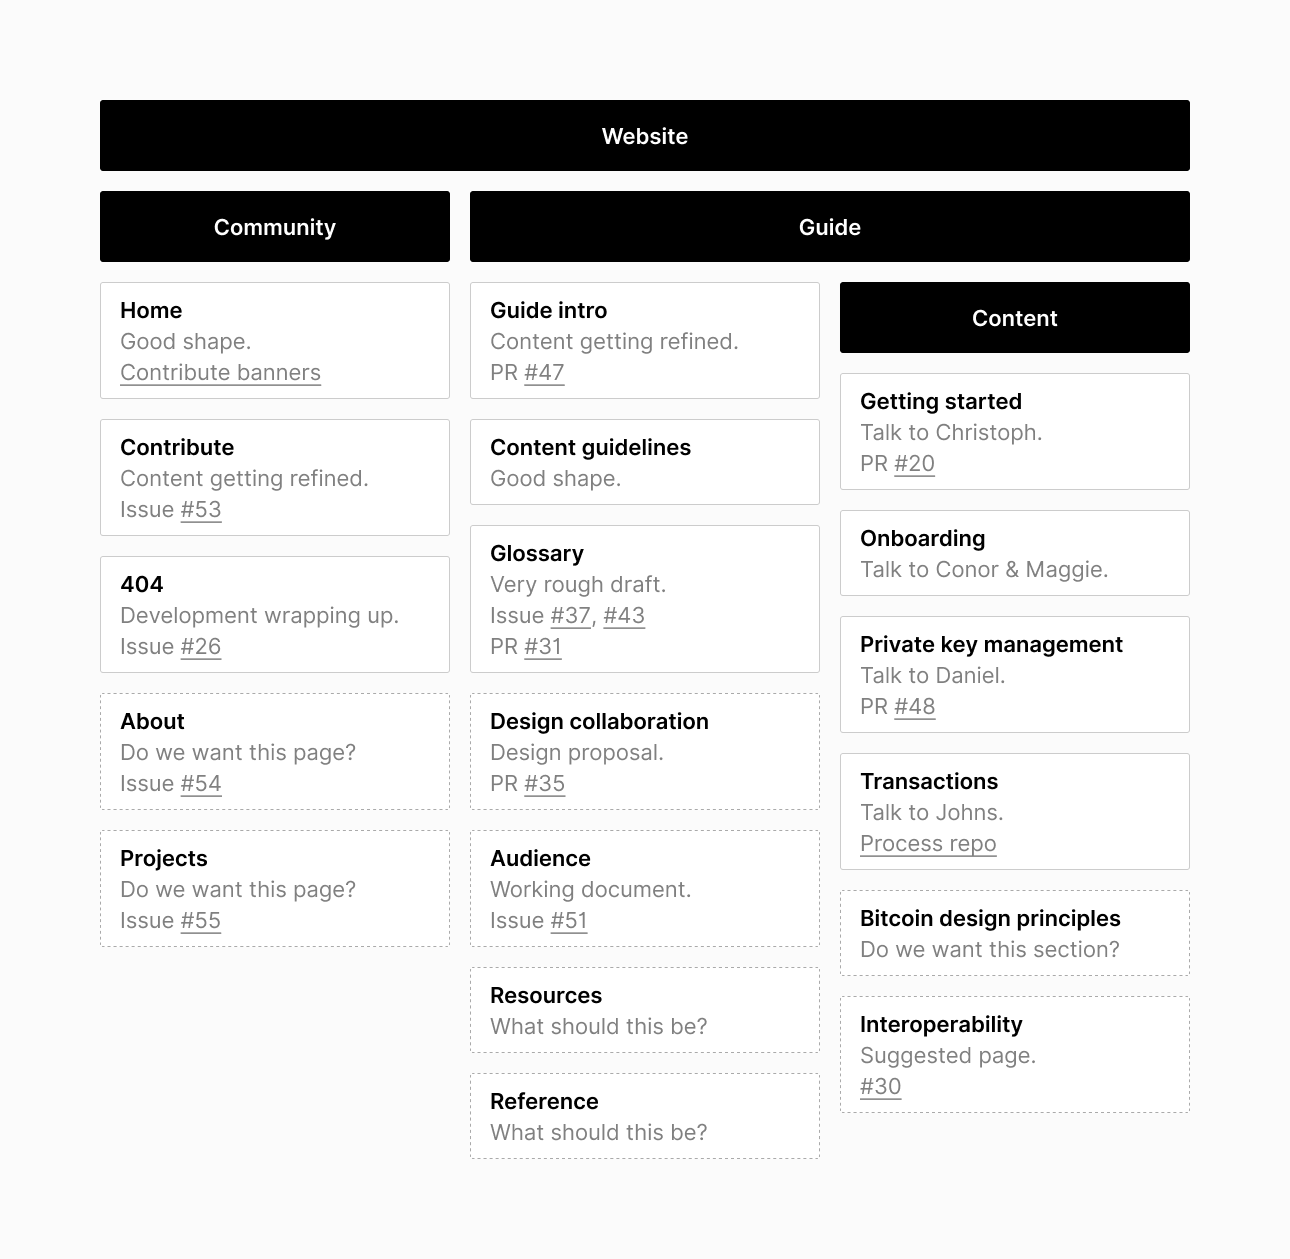 Website
Community
Guide
Home
Good shape.
Contribute banners
Contribute
Content getting refined.
Issue #53
404
Development wrapping up.
Issue #26
About
Do we want this page?
Issue #54
Projects
Do we want this page?
Issue #55
Guide intro
Content getting refined.
PR #47
Content guidelines
Good shape.
Glossary
Very rough draft.
Issue #37, #43
PR #31
Design collaboration
Design proposal.
PR #35
Audience
Working document.
Issue #51
Resources
What should this be?
Reference
What should this be?
Content
Getting started
Talk to Christoph.
PR #20
Onboarding
Talk to Conor & Maggie.
Private key management
Talk to Daniel.
PR #48
Transactions
Talk to Johns.
Process repo
Bitcoin design principles
Do we want this section?
Interoperability
Suggested page.
#30